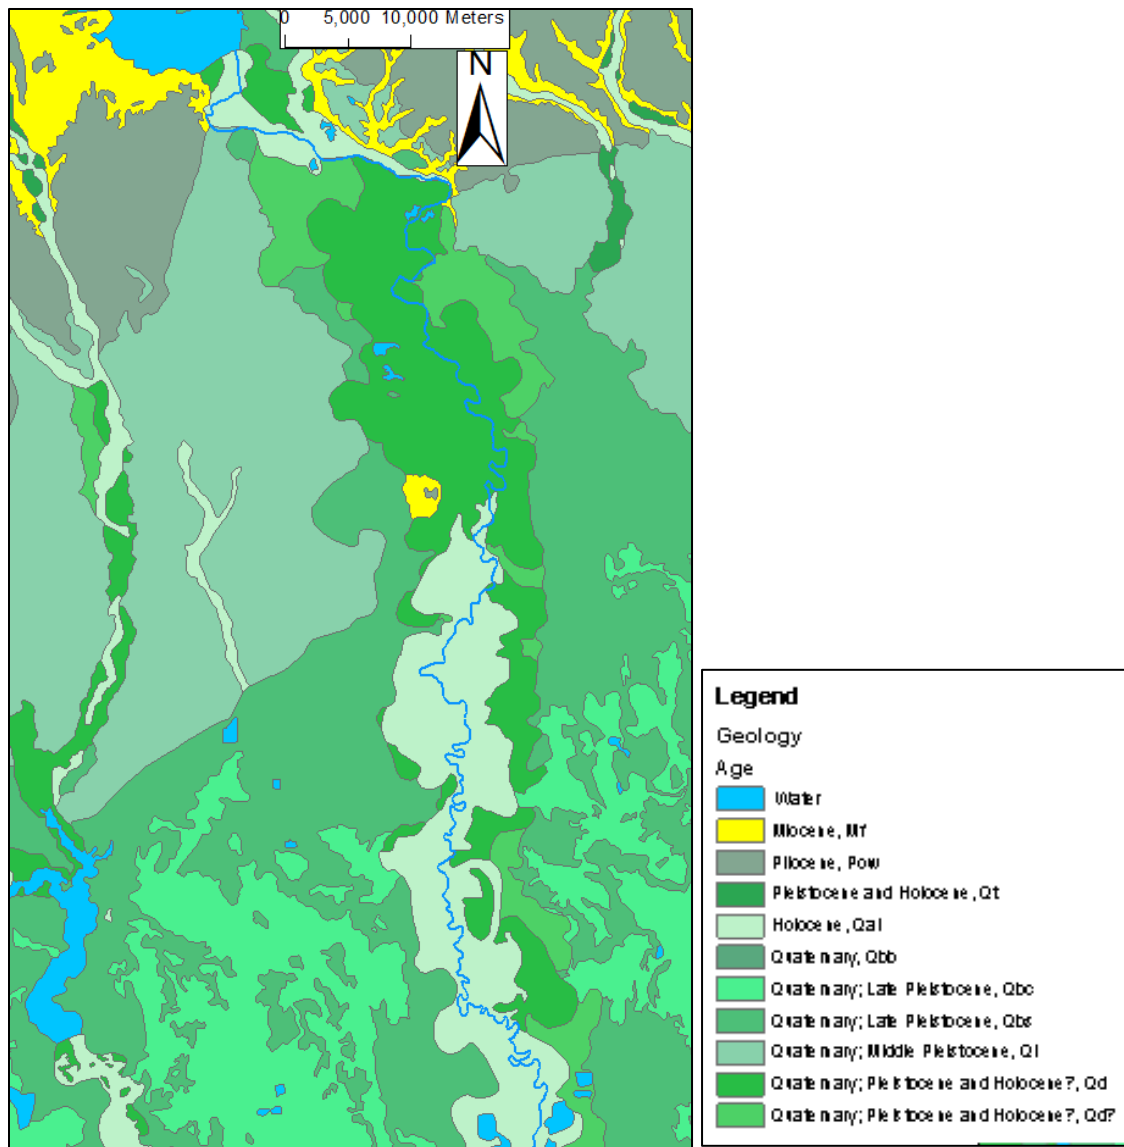 0 5,000 10,000 Meters
N
Legend
Geology
Age
Water
Miocene, Mf
Pliocene, Pow
Pleistocene and Holocene, Qt
Holocene, Qal
Quaternary, Qbb
Quaternary; Late Pleistocene, Qbc
Quaternary; Late Pleistocene, Qbs
Quaternary; Middle Pleistocene, Ql
Quaternary; Pleistocene and Holocene?, Qd
Quaternary; Pleistocene and Holocene?, Qd?